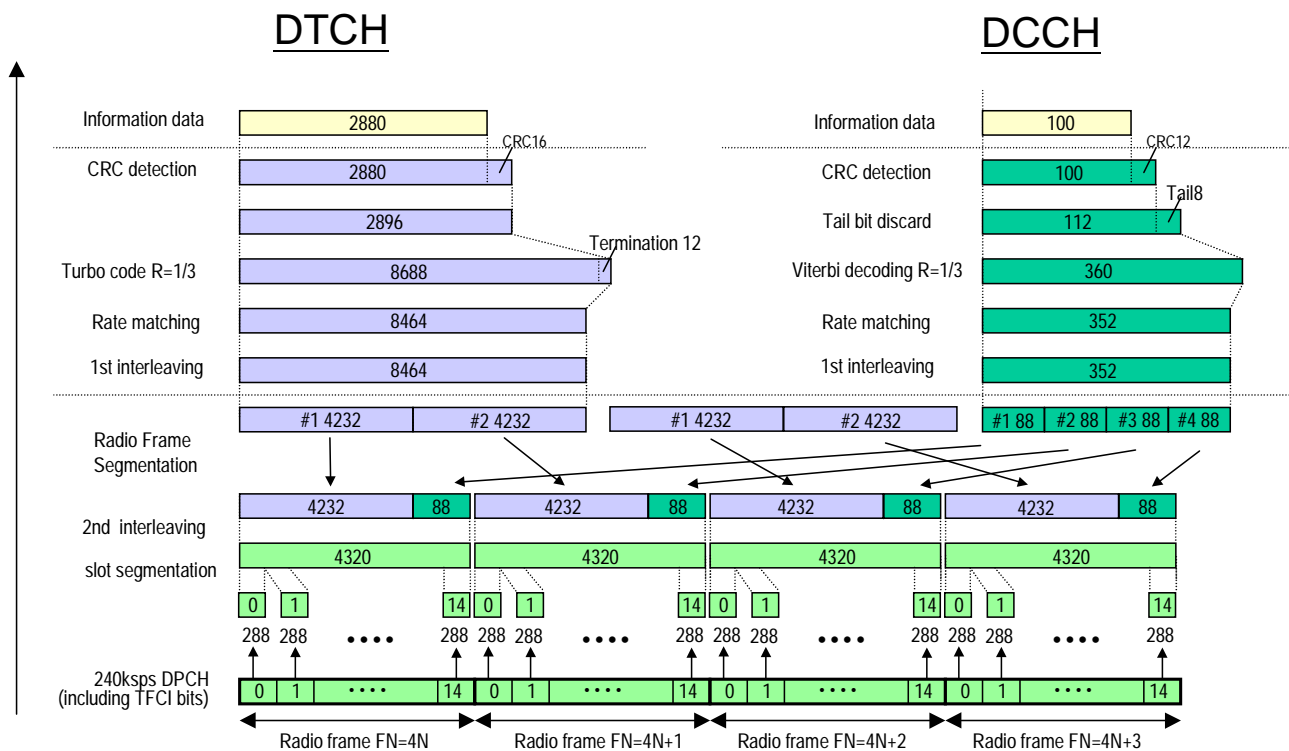 DTCH DCCH
Information data 2880 Information data 100
CRC16 CRC12
CRC detection 2880 CRC detection 100
Tail8
2896 Tail bit discard 112
Termination 12
Turbo code R=1/3 8688 Viterbi decoding R=1/3 360
Rate matching 8464 Rate matching 352
1st interleaving 8464 1st interleaving 352
#1 4232 #2 4232 #1 4232 #2 4232 #1 88 #2 88 #3 88 #4 88
Radio Frame
Segmentation
4232 88 4232 88 4232 88 4232 88
2nd interleaving
4320 4320 4320 4320
slot segmentation
0 1 14 0 1 14 0 1 14 0 1 14
288 288 •••• 288 288 288 •••• 288 288 288 •••• 288 288 288 •••• 288
240ksps DPCH
(including TFCI bits)
0 1 •••• 14 0 1 •••• 14 0 1 •••• 14 0 1 •••• 14
Radio frame FN=4N Radio frame FN=4N+1 Radio frame FN=4N+2 Radio frame FN=4N+3